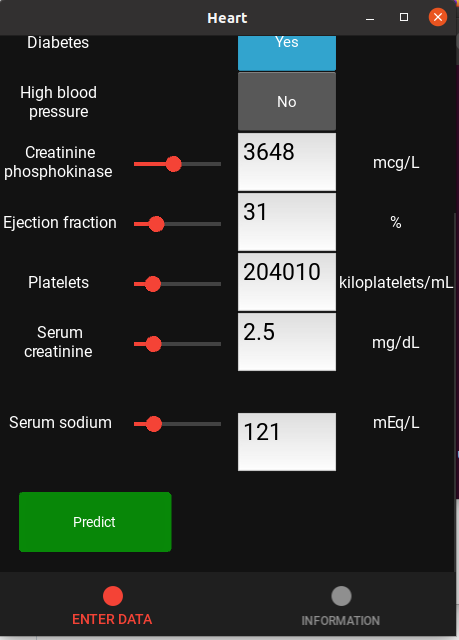 Heart
Diabetes
Yes
High blood
pressure
No
Creatinine
phosphokinase
3648
mcg/L
Ejection fraction
31
%
Platelets
204010
kiloplatelets/mL
Serum
creatinine
2.5
mg/dL
Serum sodium
121
mEq/L
Predict
ENTER DATA
INFORMATION